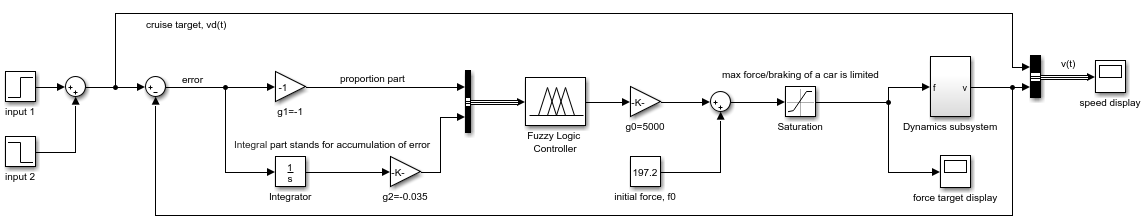 cruise target, vd(t)
v(t)
error
proportion part
max force/braking of a car is limited
-1
-K-
f
v
speed display
input 1
g1=-1
Fuzzy Logic
Controller
g0=5000
Saturation
Dynamics subsystem
Integral part stands for accumulation of error
1
s
-K-
197.2
input 2
Integrator
g2=-0.035
initial force, f0
force target display